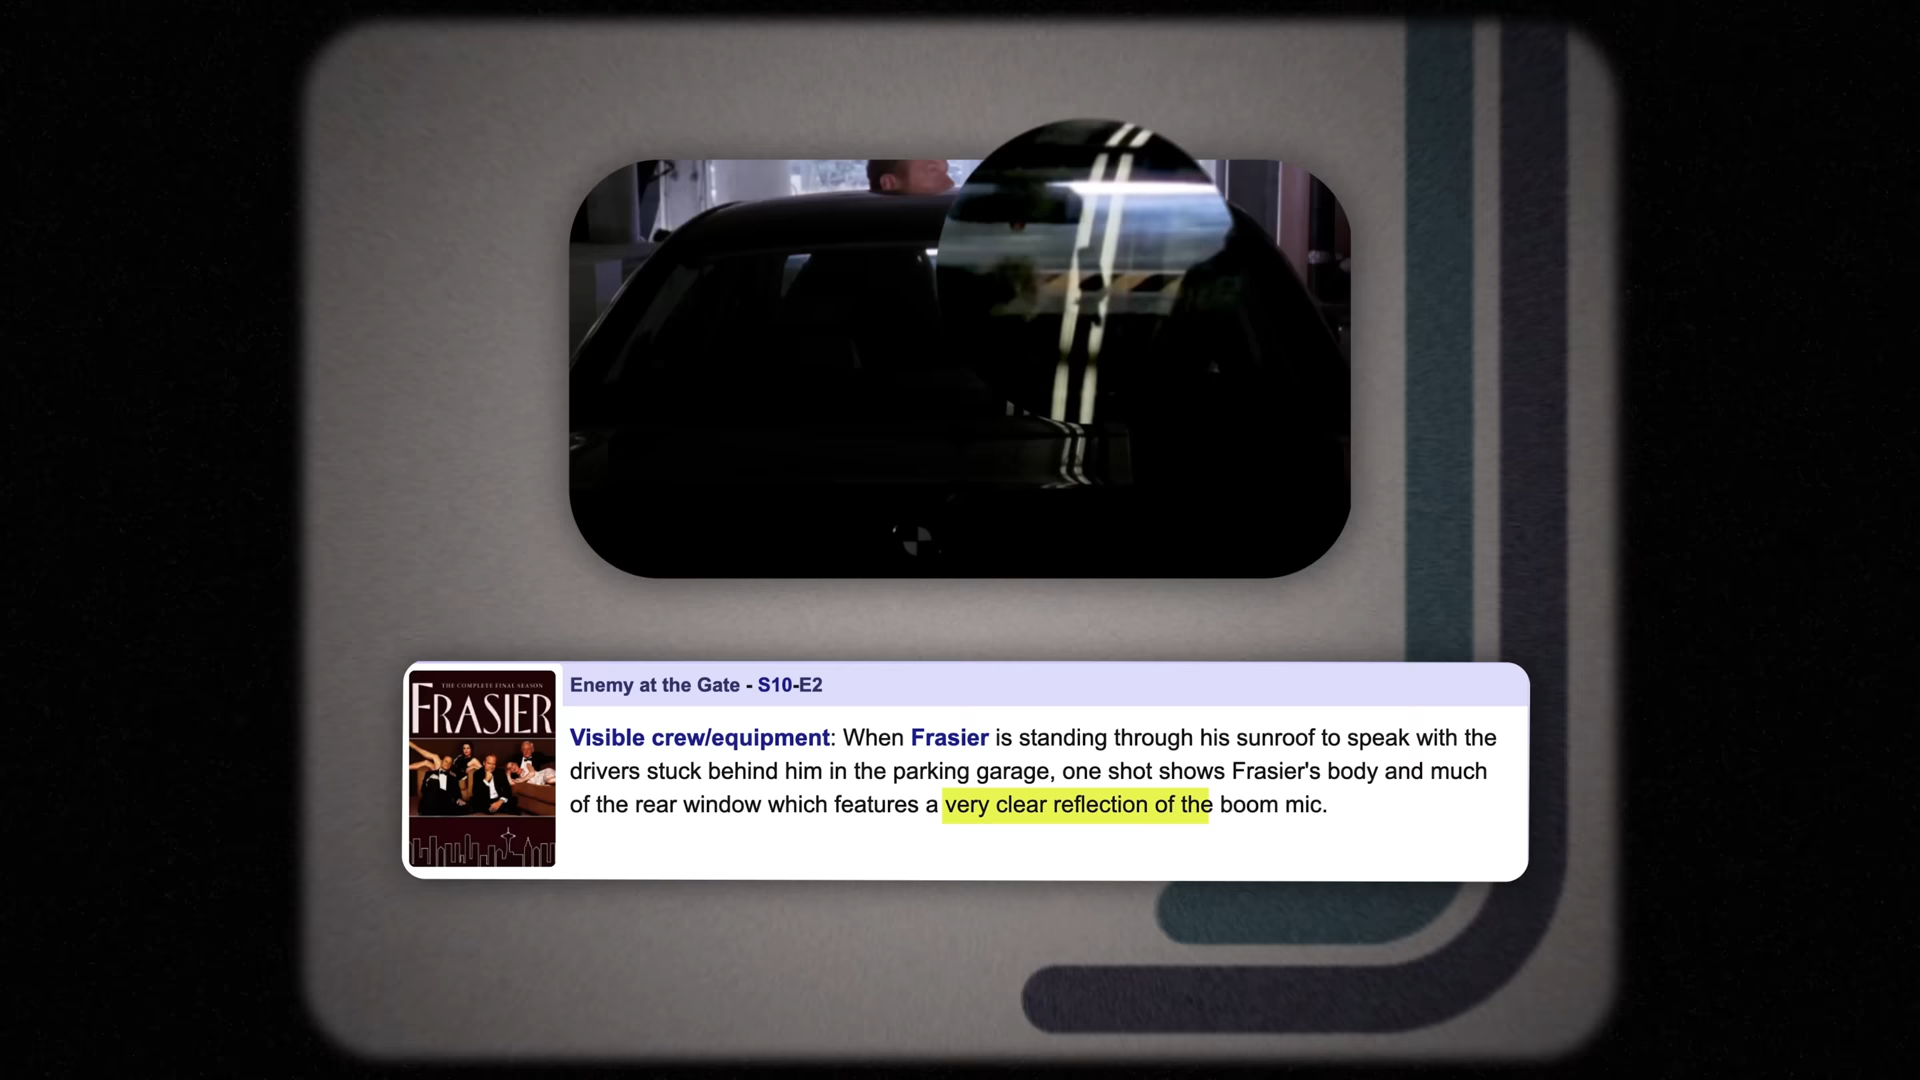 Enemy at the Gate - S10-E2
THE COMPLETE FINAL SEASON
FRASIER
Visible crew/equipment: When Frasier is standing through his sunroof to speak with the
drivers stuck behind him in the parking garage, one shot shows Frasier's body and much
of the rear window which features a very clear reflection of the boom mic.